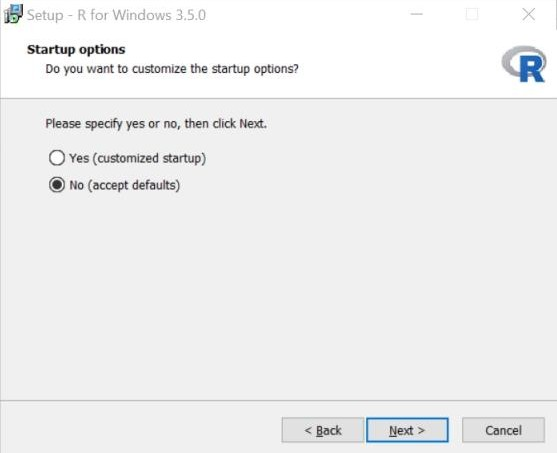 Setup - R for Windows 3.5.0
Startup options
Do you want to customize the startup options?
R
Please specify yes or no, then click Next.
Yes (customized startup)
No (accept defaults)
< Back
Next >
Cancel